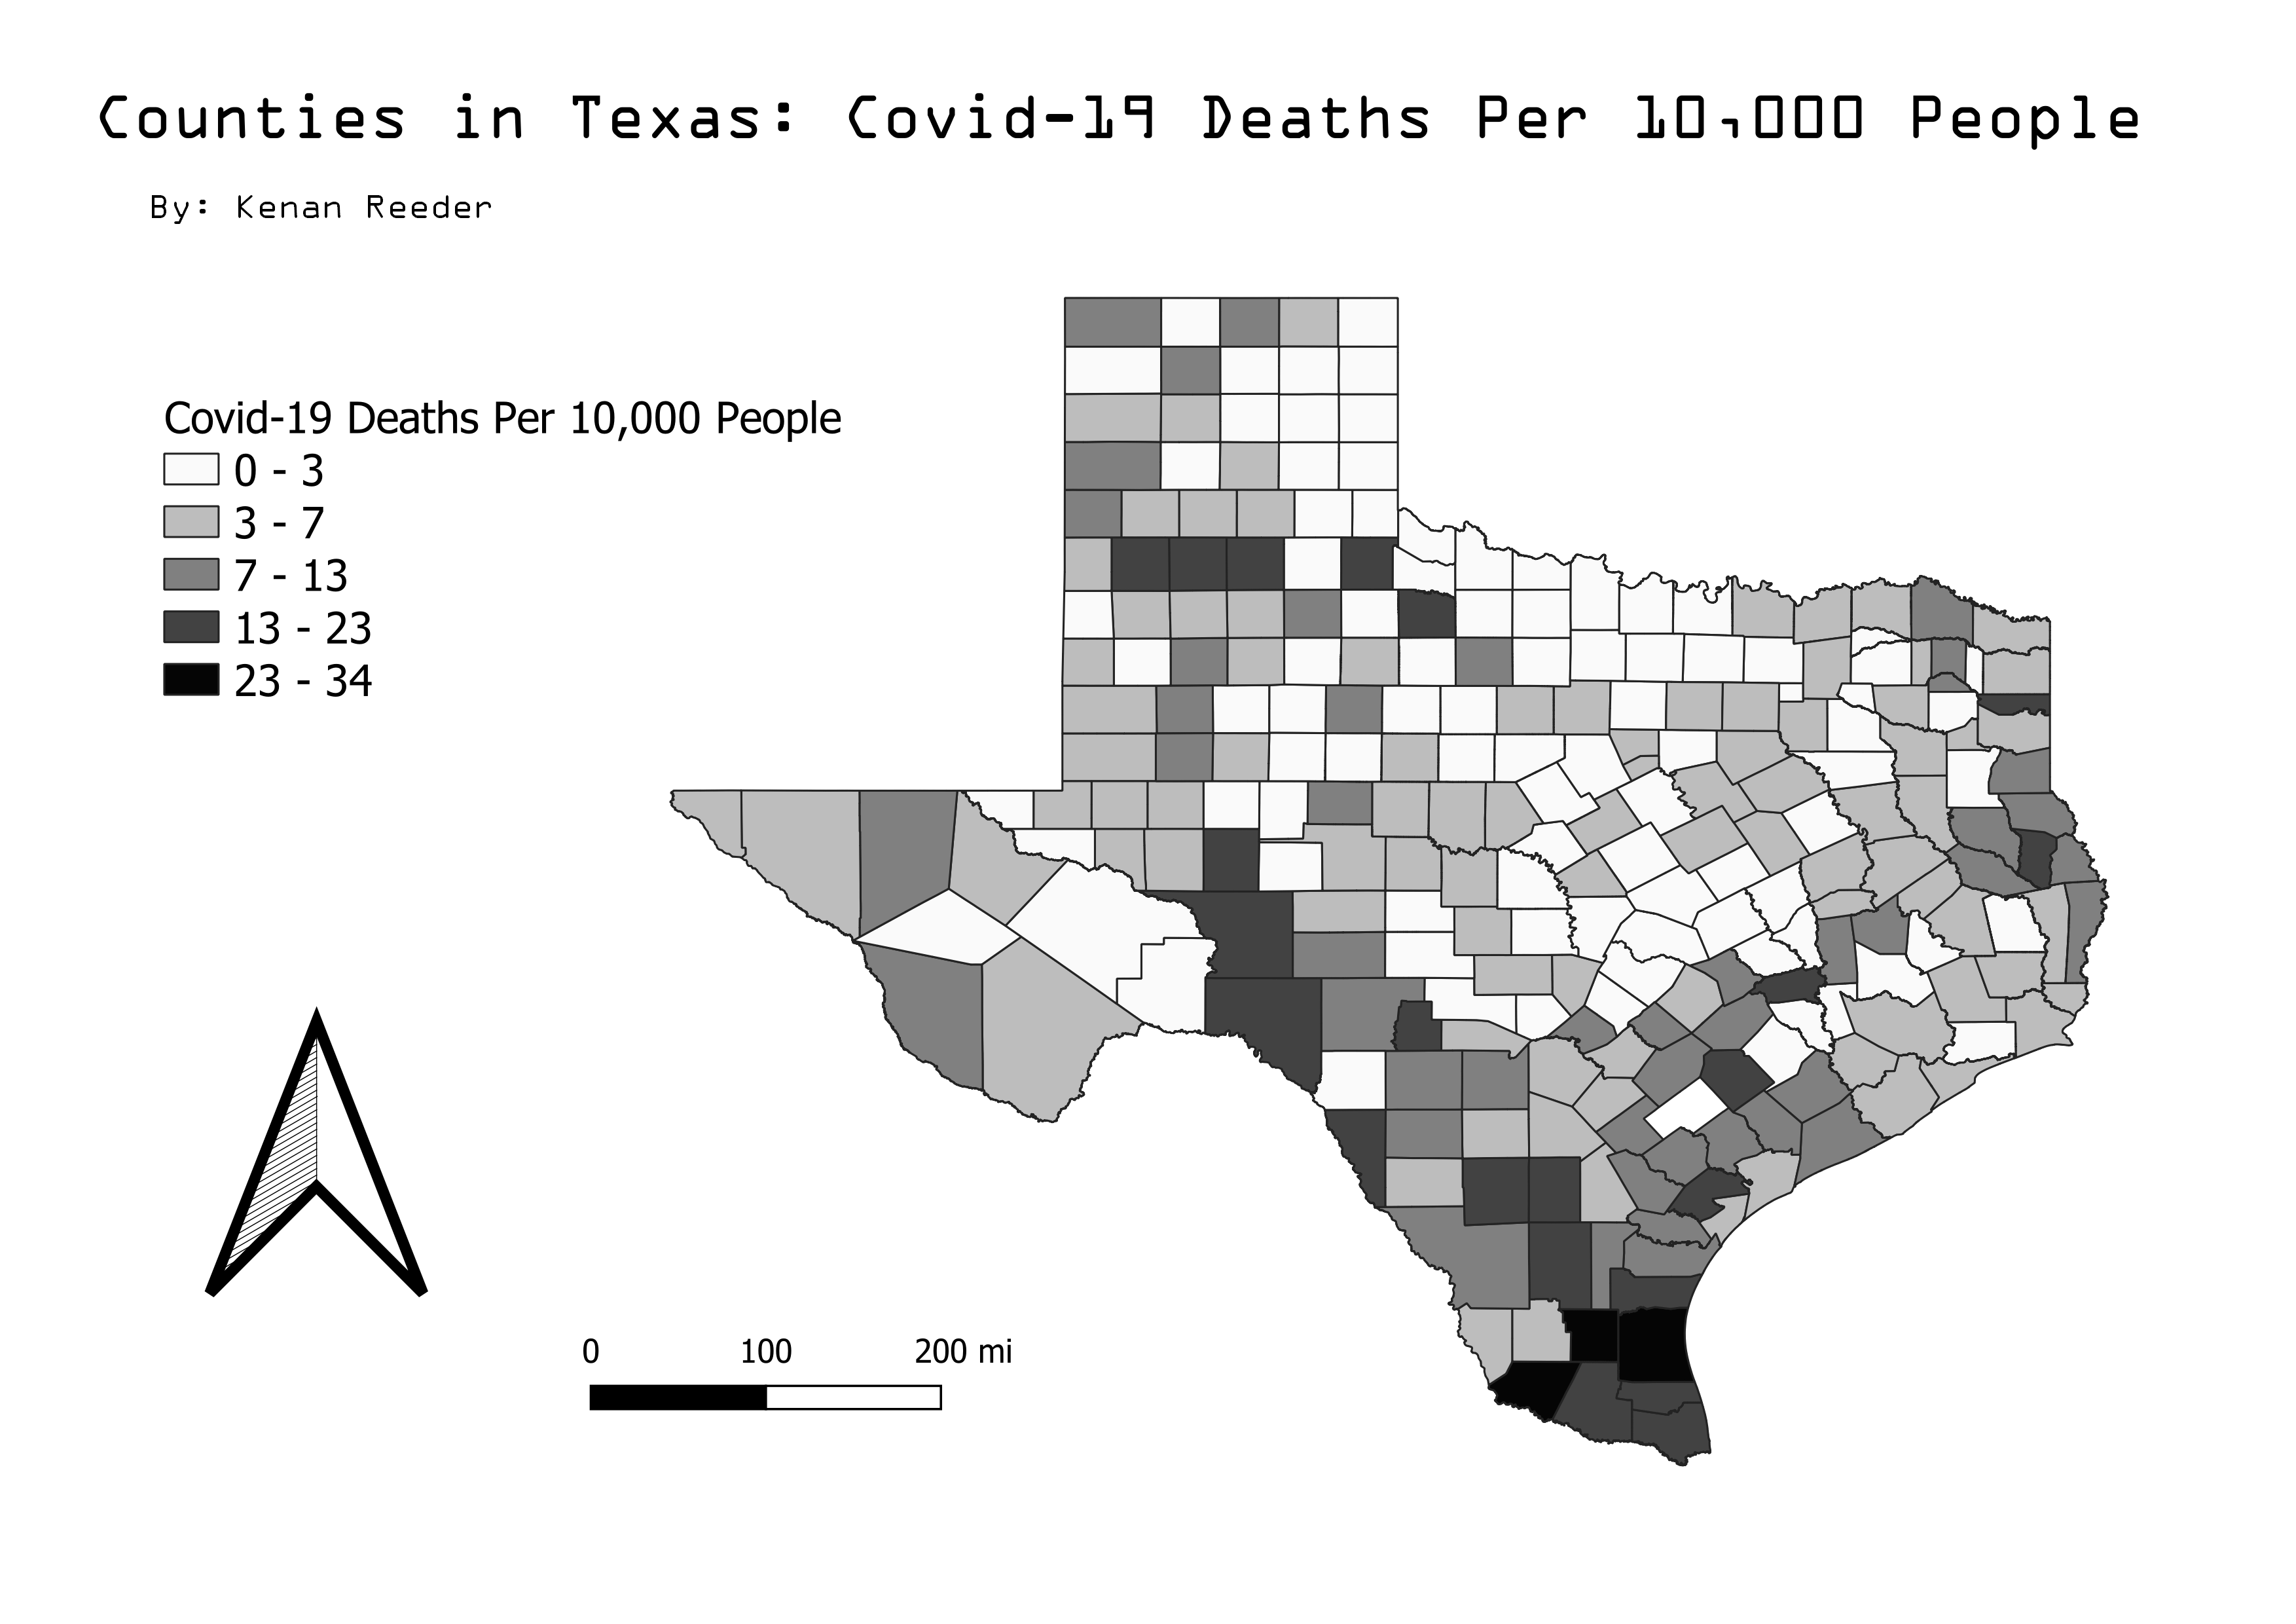 Counties in Texas: Covid-19 Deaths Per 10,000 People
By: Kenan Reeder
Covid-19 Deaths Per 10,000 People
0 - 3
3 - 7
7 - 13
13 - 23
23 - 34
0 100 200 mi